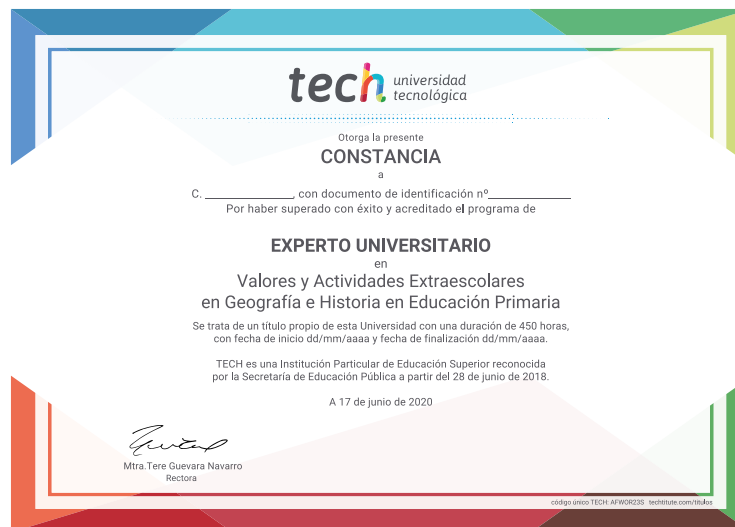 tech universidad
tecnológica
Otorga la presente
CONSTANCIA
a
C. ______________, con documento de identificación nº______________
Por haber superado con éxito y acreditado el programa de
EXPERTO UNIVERSITARIO
en
Valores y Actividades Extraescolares
en Geografía e Historia en Educación Primaria
Se trata de un título propio de esta Universidad con una duración de 450 horas,
con fecha de inicio dd/mm/aaaa y fecha de finalización dd/mm/aaaa.
TECH es una Institución Particular de Educación Superior reconocida
por la Secretaría de Educación Pública a partir del 28 de junio de 2018.
A 17 de junio de 2020
Mtra.Tere Guevara Navarro
Rectora
código único TECH: AFWOR23S techtitute.com/títulos